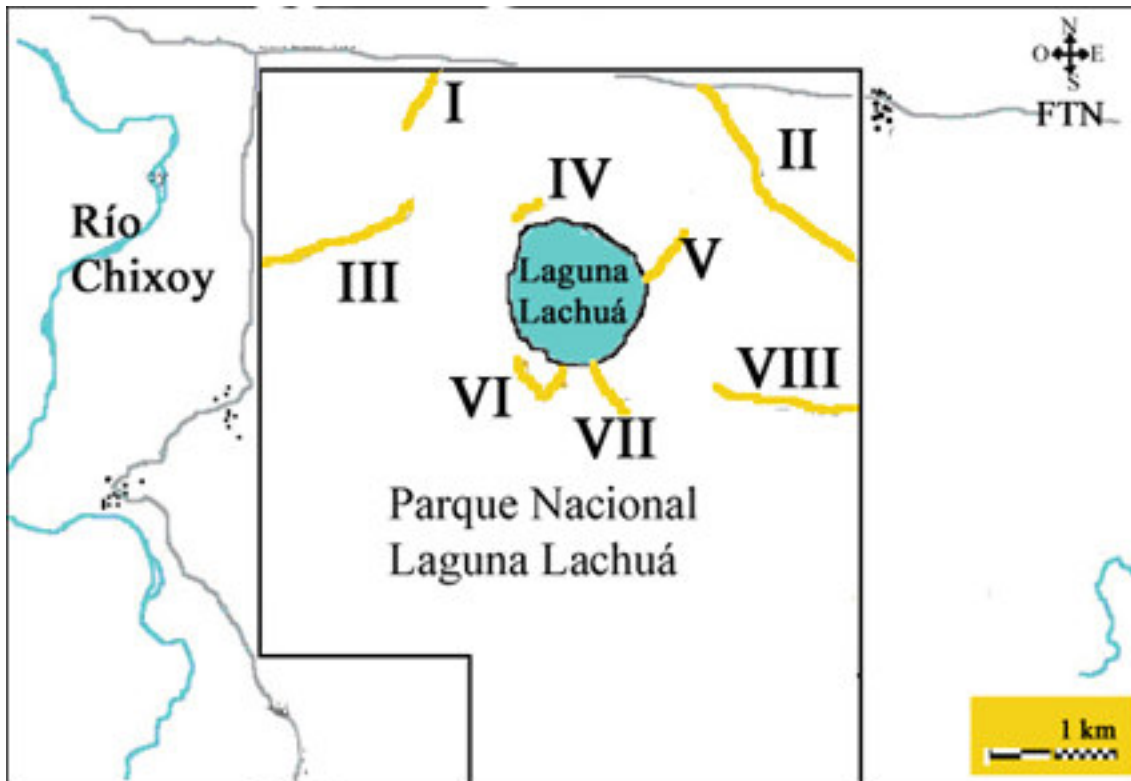 N
O E
S
FTN
I
II
IV
Río
Chixoy
III
V
Laguna
Lachuá
VI
VII
VIII
Parque Nacional
Laguna Lachuá
1 km